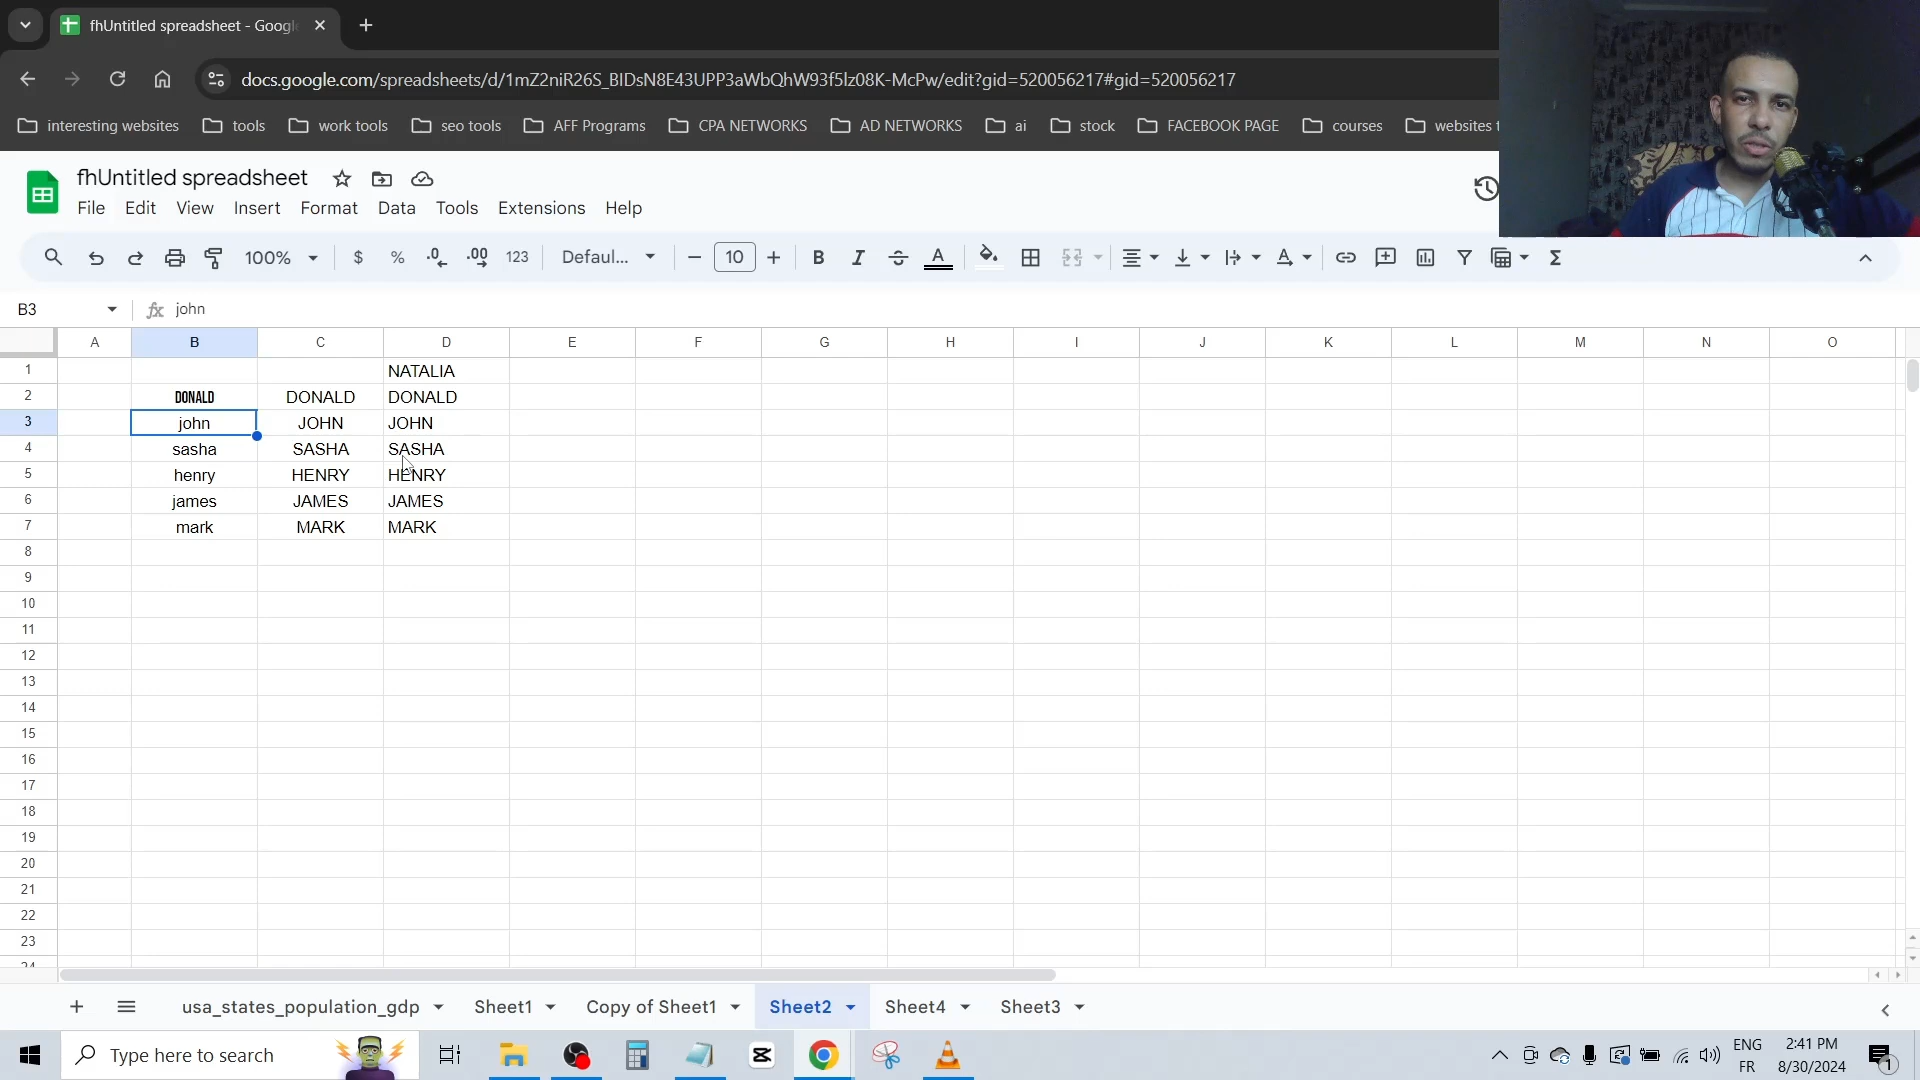 fhUntitled spreadsheet - Googl
docs.google.com/spreadsheets/d/1mZ2niR26S_BIDsN8E43UPP3aWbQhW93f5lz08K-McPw/edit?gid=520056217#gid=520056217
interesting websites tools work tools seo tools AFF Programs CPA NETWORKS AD NETWORKS ai stock FACEBOOK PAGE courses websites t
fhUntitled spreadsheet
File Edit View Insert Format Data Tools Extensions Help
100% $ % .0 .00 123 Defaul... 10 B I S A A Σ
B3 fx john
A B C D E F G H I J K L M N O
1 NATALIA
2 DONALD DONALD DONALD
3 john JOHN JOHN
4 sasha SASHA SASHA
5 henry HENRY HENRY
6 james JAMES JAMES
7 mark MARK MARK
8
9
10
11
12
13
14
15
16
17
18
19
20
21
22
23
24
usa_states_population_gdp Sheet1 Copy of Sheet1 Sheet2 Sheet4 Sheet3
Type here to search
ENG 2:41 PM
FR 8/30/2024 1